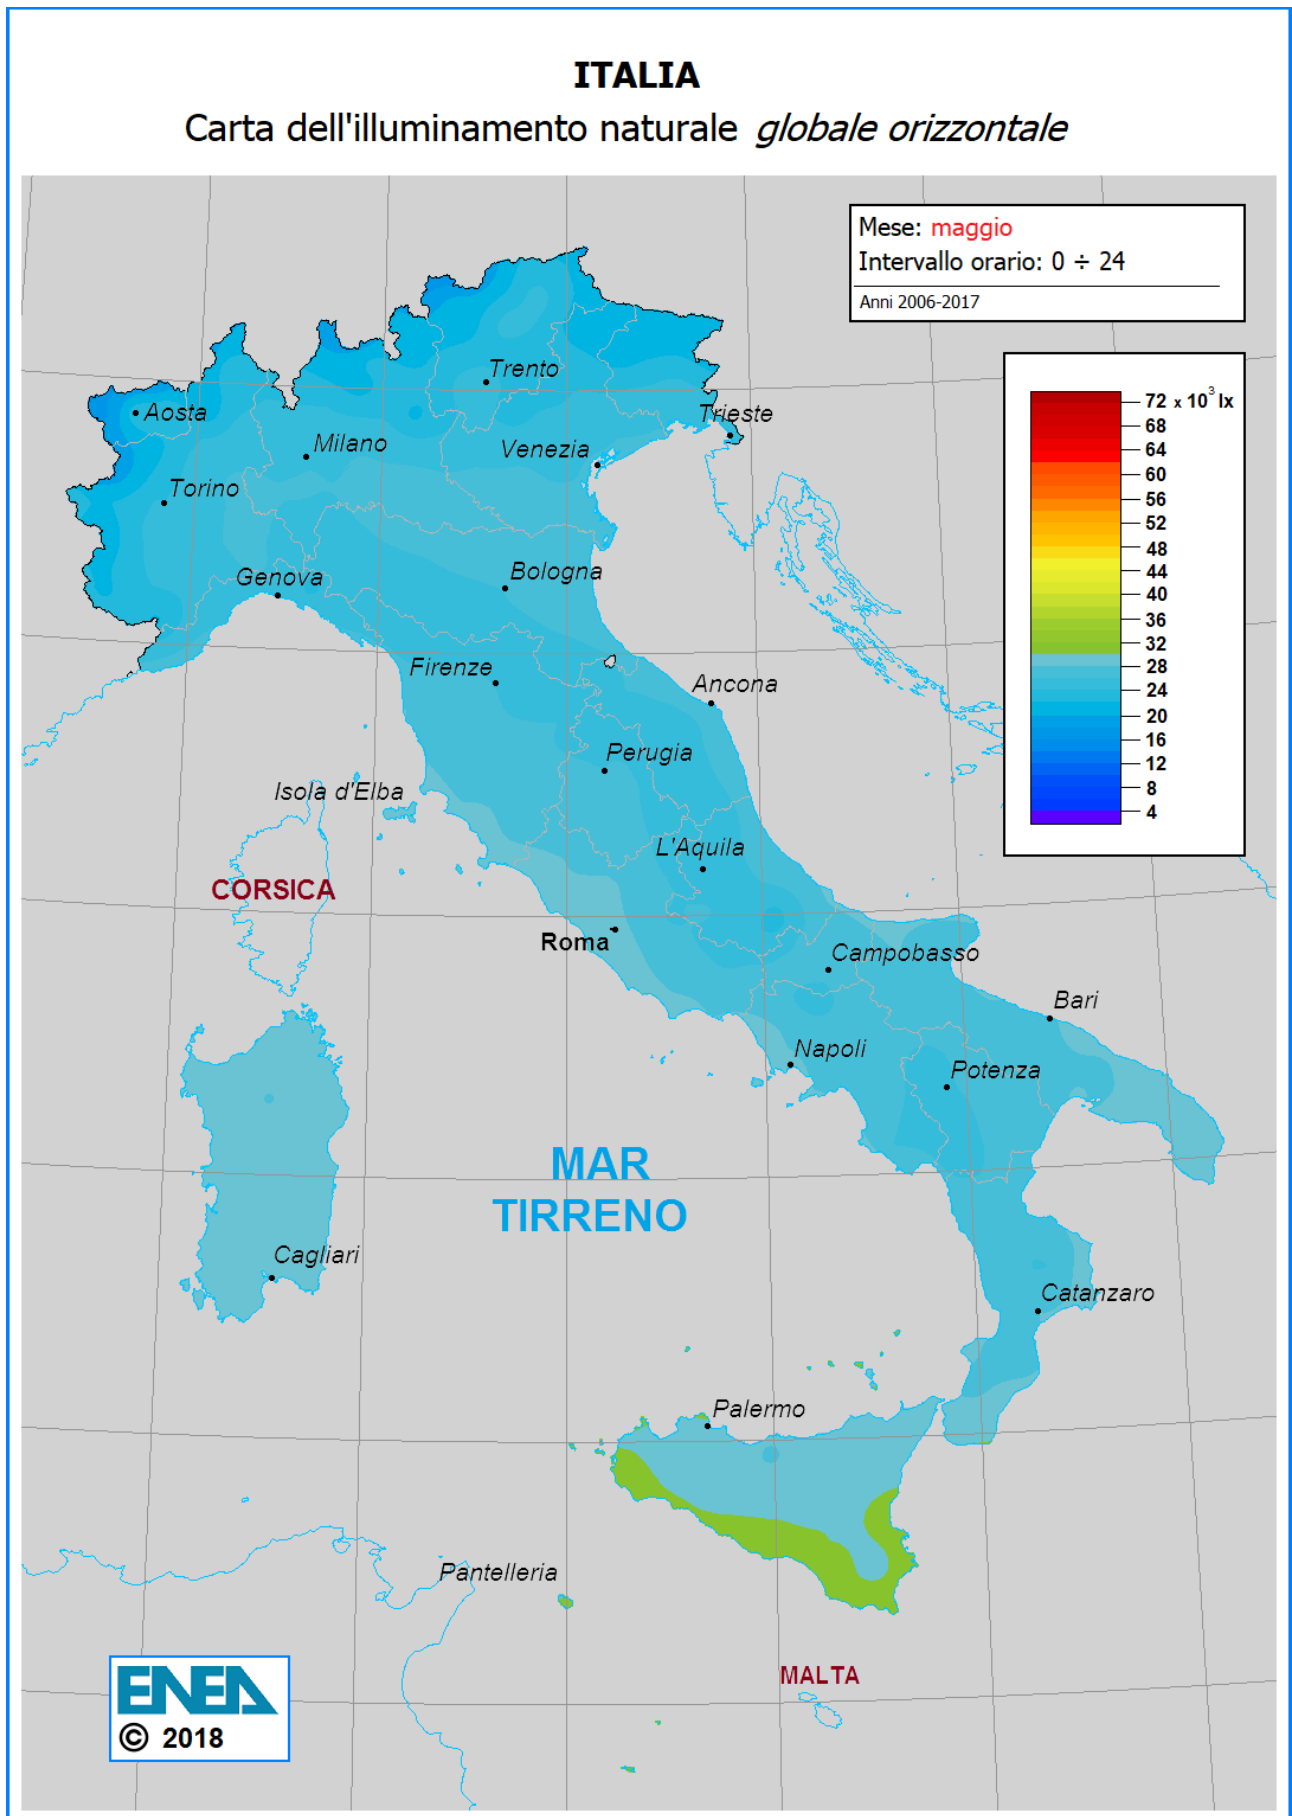 ITALIA
Carta dell'illuminamento naturale globale orizzontale
Mese: maggio
Intervallo orario: 0 ÷ 24
Anni 2006-2017
72 x 10³ lx
68
64
60
56
52
48
44
40
36
32
28
24
20
16
12
8
4
Trento
Aosta
Trieste
Milano
Venezia
Torino
Genova
Bologna
Firenze
Ancona
Perugia
Isola d'Elba
L'Aquila
CORSICA
Roma
Campobasso
Bari
Napoli
Potenza
MAR
TIRRENO
Cagliari
Catanzaro
Palermo
Pantelleria
MALTA
ENEA
© 2018